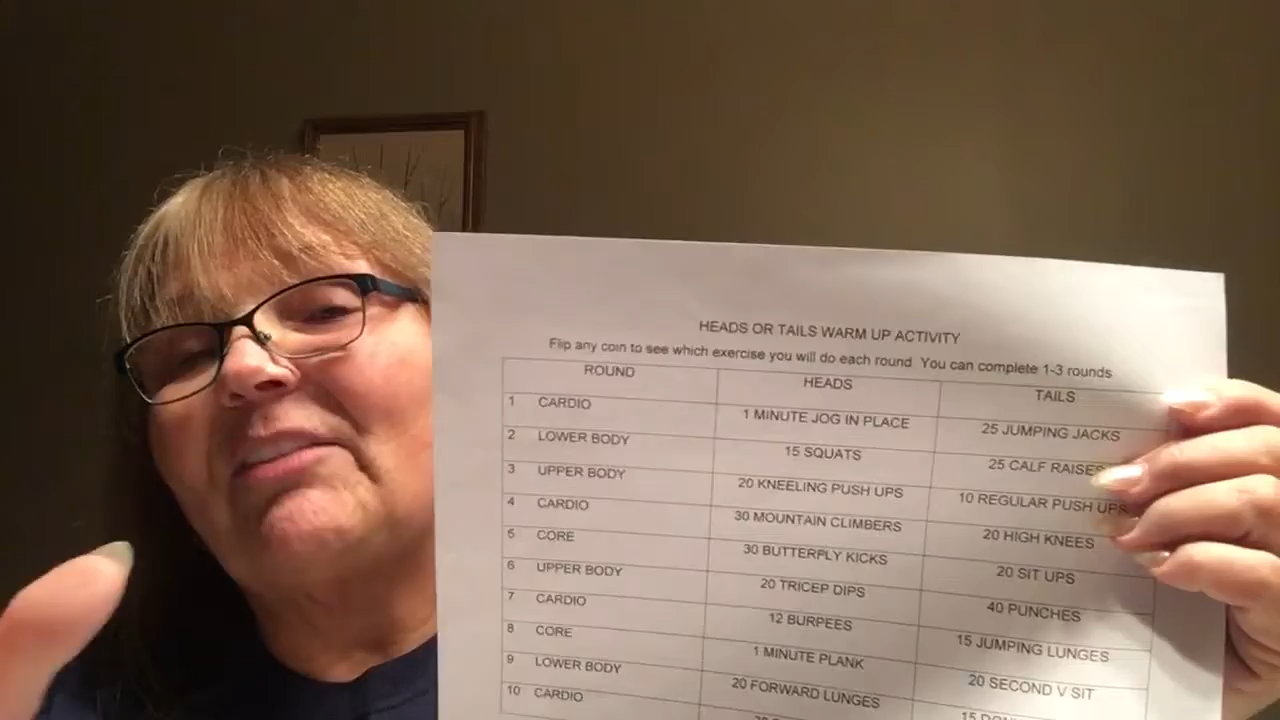 HEADS OR TAILS WARM UP ACTIVITY
Flip any coin to see which exercise you will do each round You can complete 1-3 rounds
ROUND HEADS TAILS
1 CARDIO 1 MINUTE JOG IN PLACE 25 JUMPING JACKS
2 LOWER BODY 15 SQUATS 25 CALF RAISES
3 UPPER BODY 20 KNEELING PUSH UPS 10 REGULAR PUSH UPS
4 CARDIO 30 MOUNTAIN CLIMBERS 20 HIGH KNEES
5 CORE 30 BUTTERFLY KICKS 20 SIT UPS
6 UPPER BODY 20 TRICEP DIPS 40 PUNCHES
7 CARDIO 12 BURPEES 15 JUMPING LUNGES
8 CORE 1 MINUTE PLANK 20 SECOND V SIT
9 LOWER BODY 20 FORWARD LUNGES 15
10 CARDIO